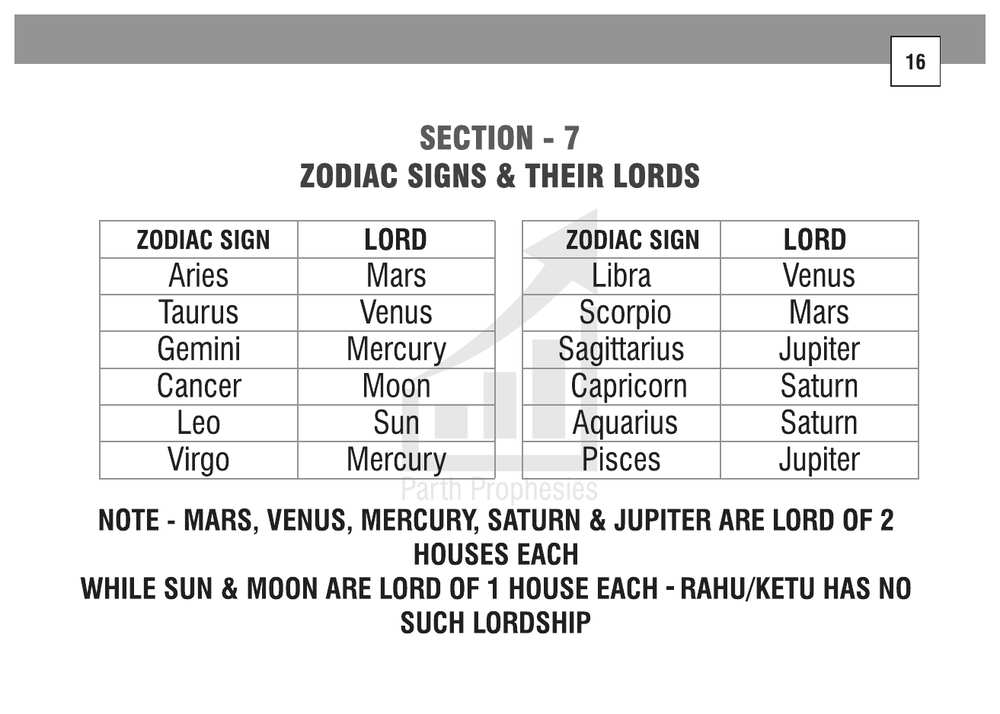 16
SECTION - 7
ZODIAC SIGNS & THEIR LORDS
ZODIAC SIGN LORD
Aries Mars
Taurus Venus
Gemini Mercury
Cancer Moon
Leo Sun
Virgo Mercury
ZODIAC SIGN LORD
Libra Venus
Scorpio Mars
Sagittarius Jupiter
Capricorn Saturn
Aquarius Saturn
Pisces Jupiter
Parth Prophesies
NOTE - MARS, VENUS, MERCURY, SATURN & JUPITER ARE LORD OF 2
HOUSES EACH
WHILE SUN & MOON ARE LORD OF 1 HOUSE EACH - RAHU/KETU HAS NO
SUCH LORDSHIP